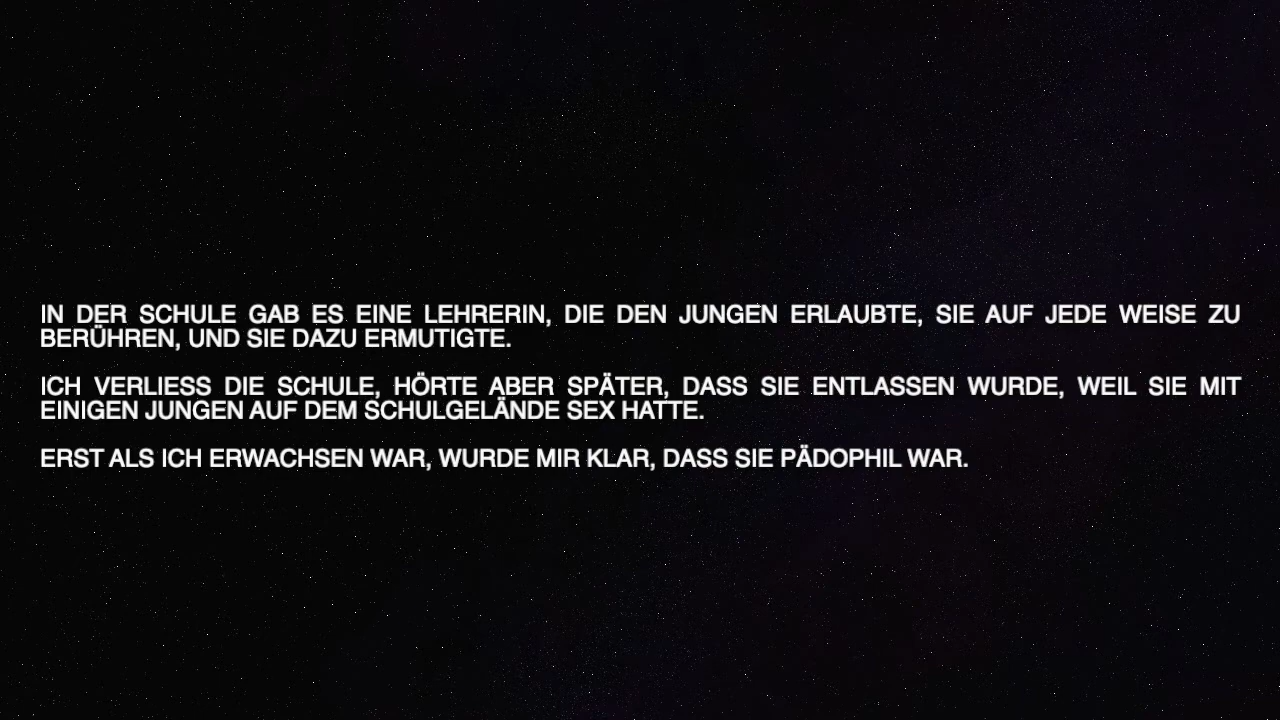 IN DER SCHULE GAB ES EINE LEHRERIN, DIE DEN JUNGEN ERLAUBTE, SIE AUF JEDE WEISE ZU
BERÜHREN, UND SIE DAZU ERMUTIGTE.
ICH VERLIESS DIE SCHULE, HÖRTE ABER SPÄTER, DASS SIE ENTLASSEN WURDE, WEIL SIE MIT
EINIGEN JUNGEN AUF DEM SCHULGELÄNDE SEX HATTE.
ERST ALS ICH ERWACHSEN WAR, WURDE MIR KLAR, DASS SIE PÄDOPHIL WAR.